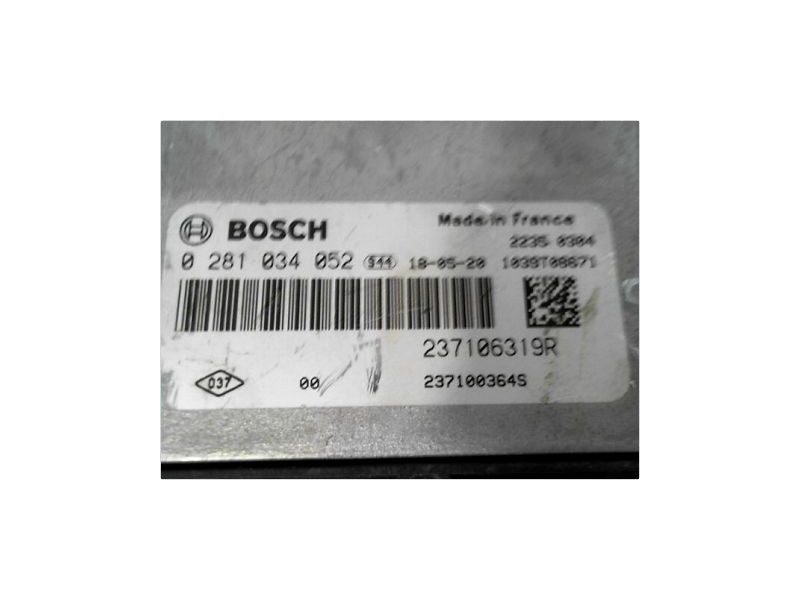 BOSCH
Made in France
2235 0304
0 281 034 052 S44 18-05-20 1039T08671
237106319R
D37 00 237100364S